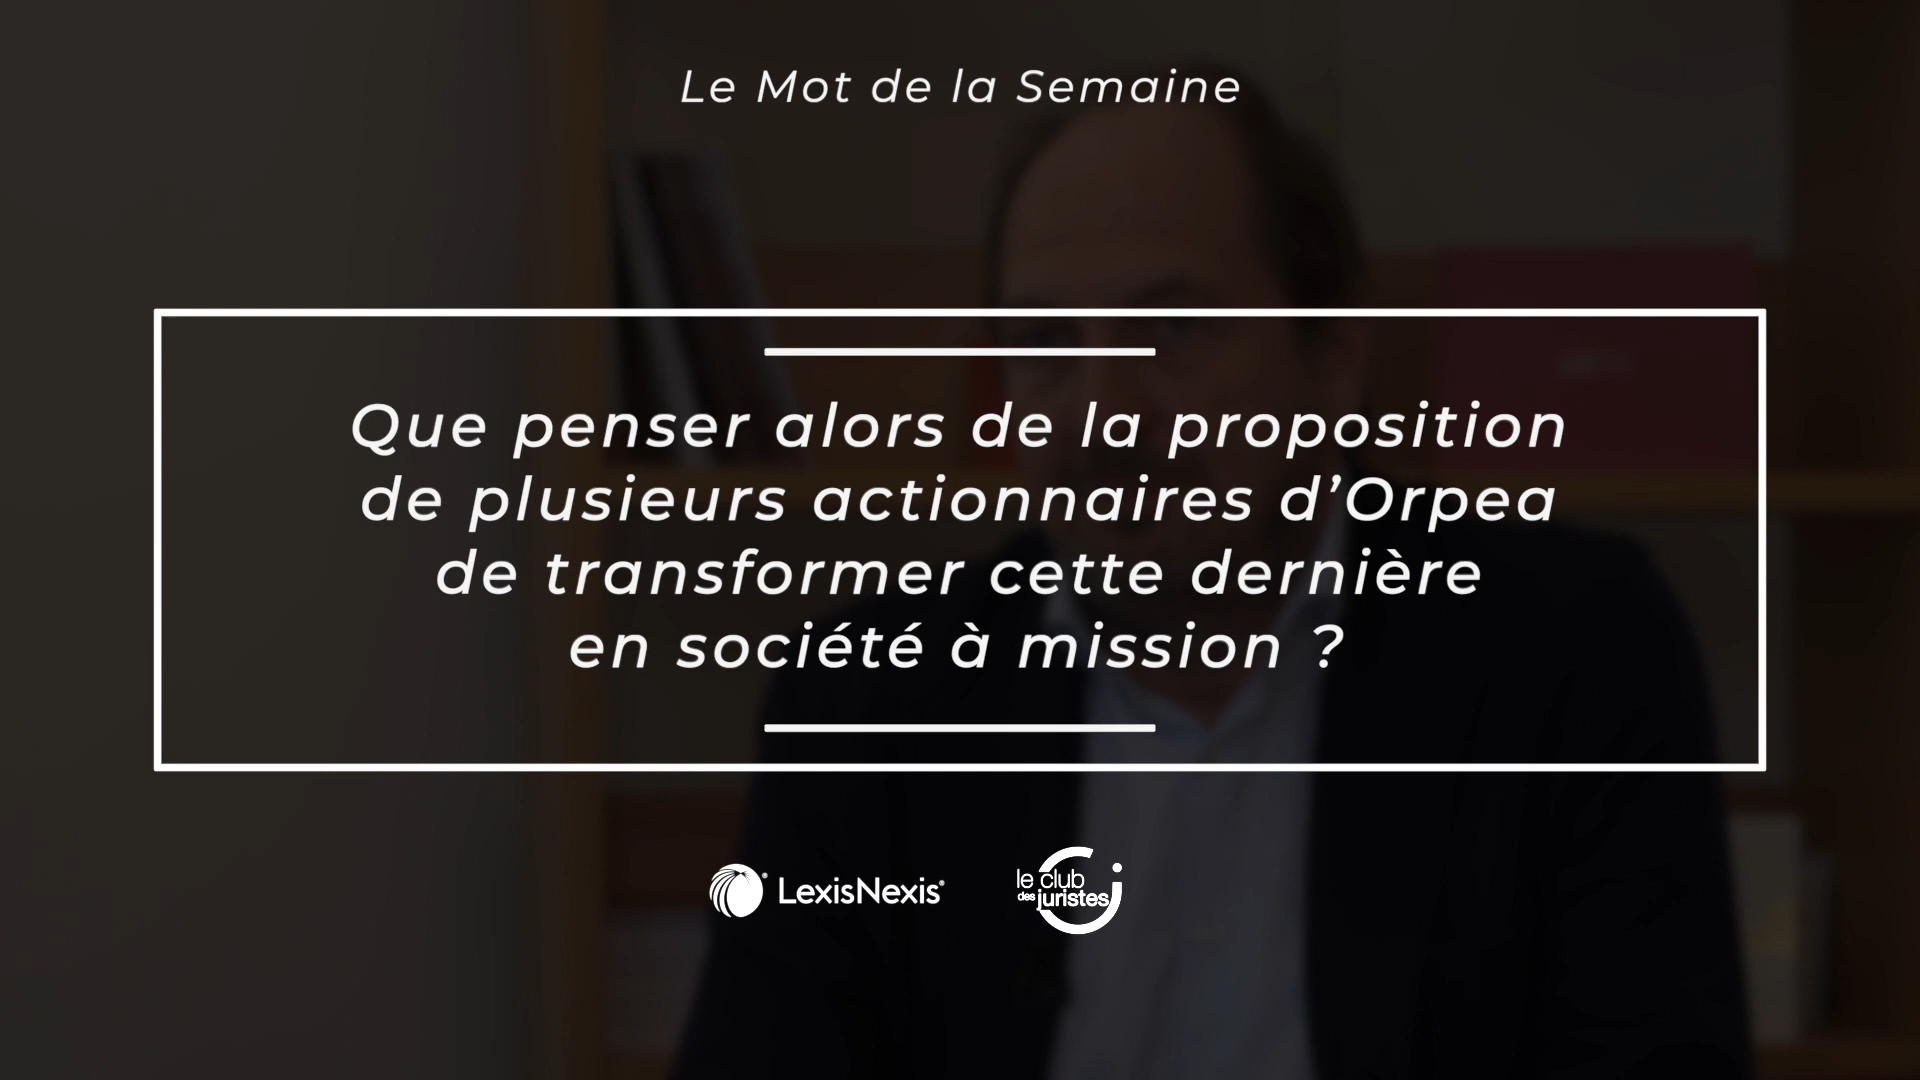 Le Mot de la Semaine
Que penser alors de la proposition
de plusieurs actionnaires d’Orpea
de transformer cette dernière
en société à mission ?
LexisNexis®
le club
des juristes